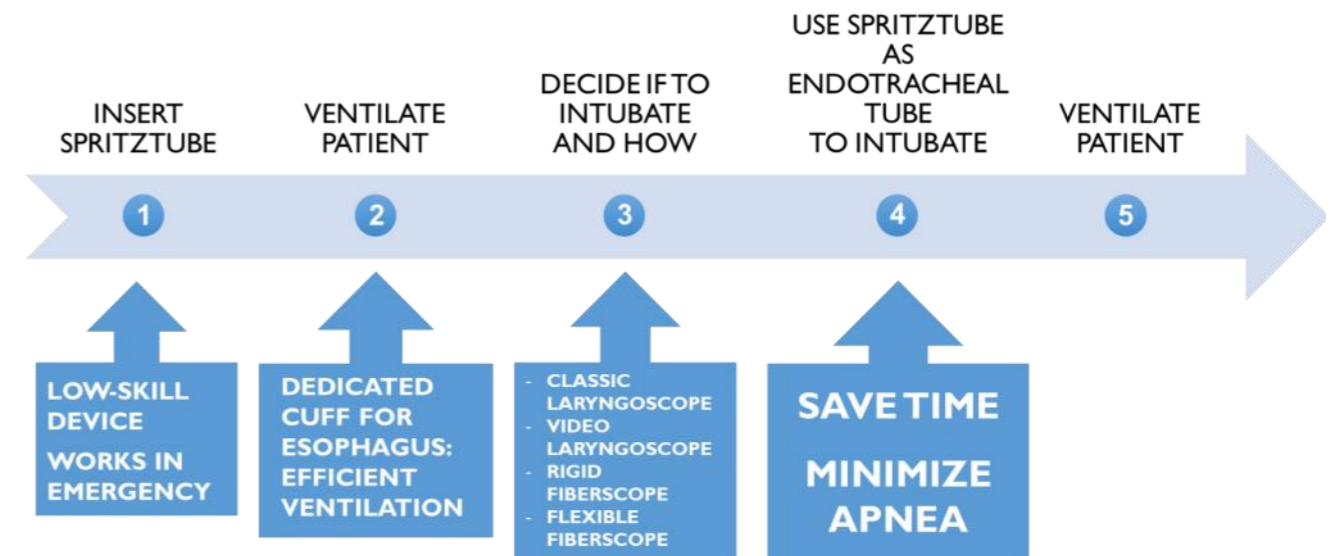 INSERT
SPRITZTUBE
VENTILATE
PATIENT
DECIDE IF TO
INTUBATE
AND HOW
USE SPRITZTUBE
AS
ENDOTRACHEAL
TUBE
TO INTUBATE
VENTILATE
PATIENT
1
2
3
4
5
LOW-SKILL
DEVICE
WORKS IN
EMERGENCY
DEDICATED
CUFF FOR
ESOPHAGUS:
EFFICIENT
VENTILATION
- CLASSIC
LARYNGOSCOPE
- VIDEO
LARYNGOSCOPE
- RIGID
FIBERSCOPE
- FLEXIBLE
FIBERSCOPE
SAVE TIME
MINIMIZE
APNEA